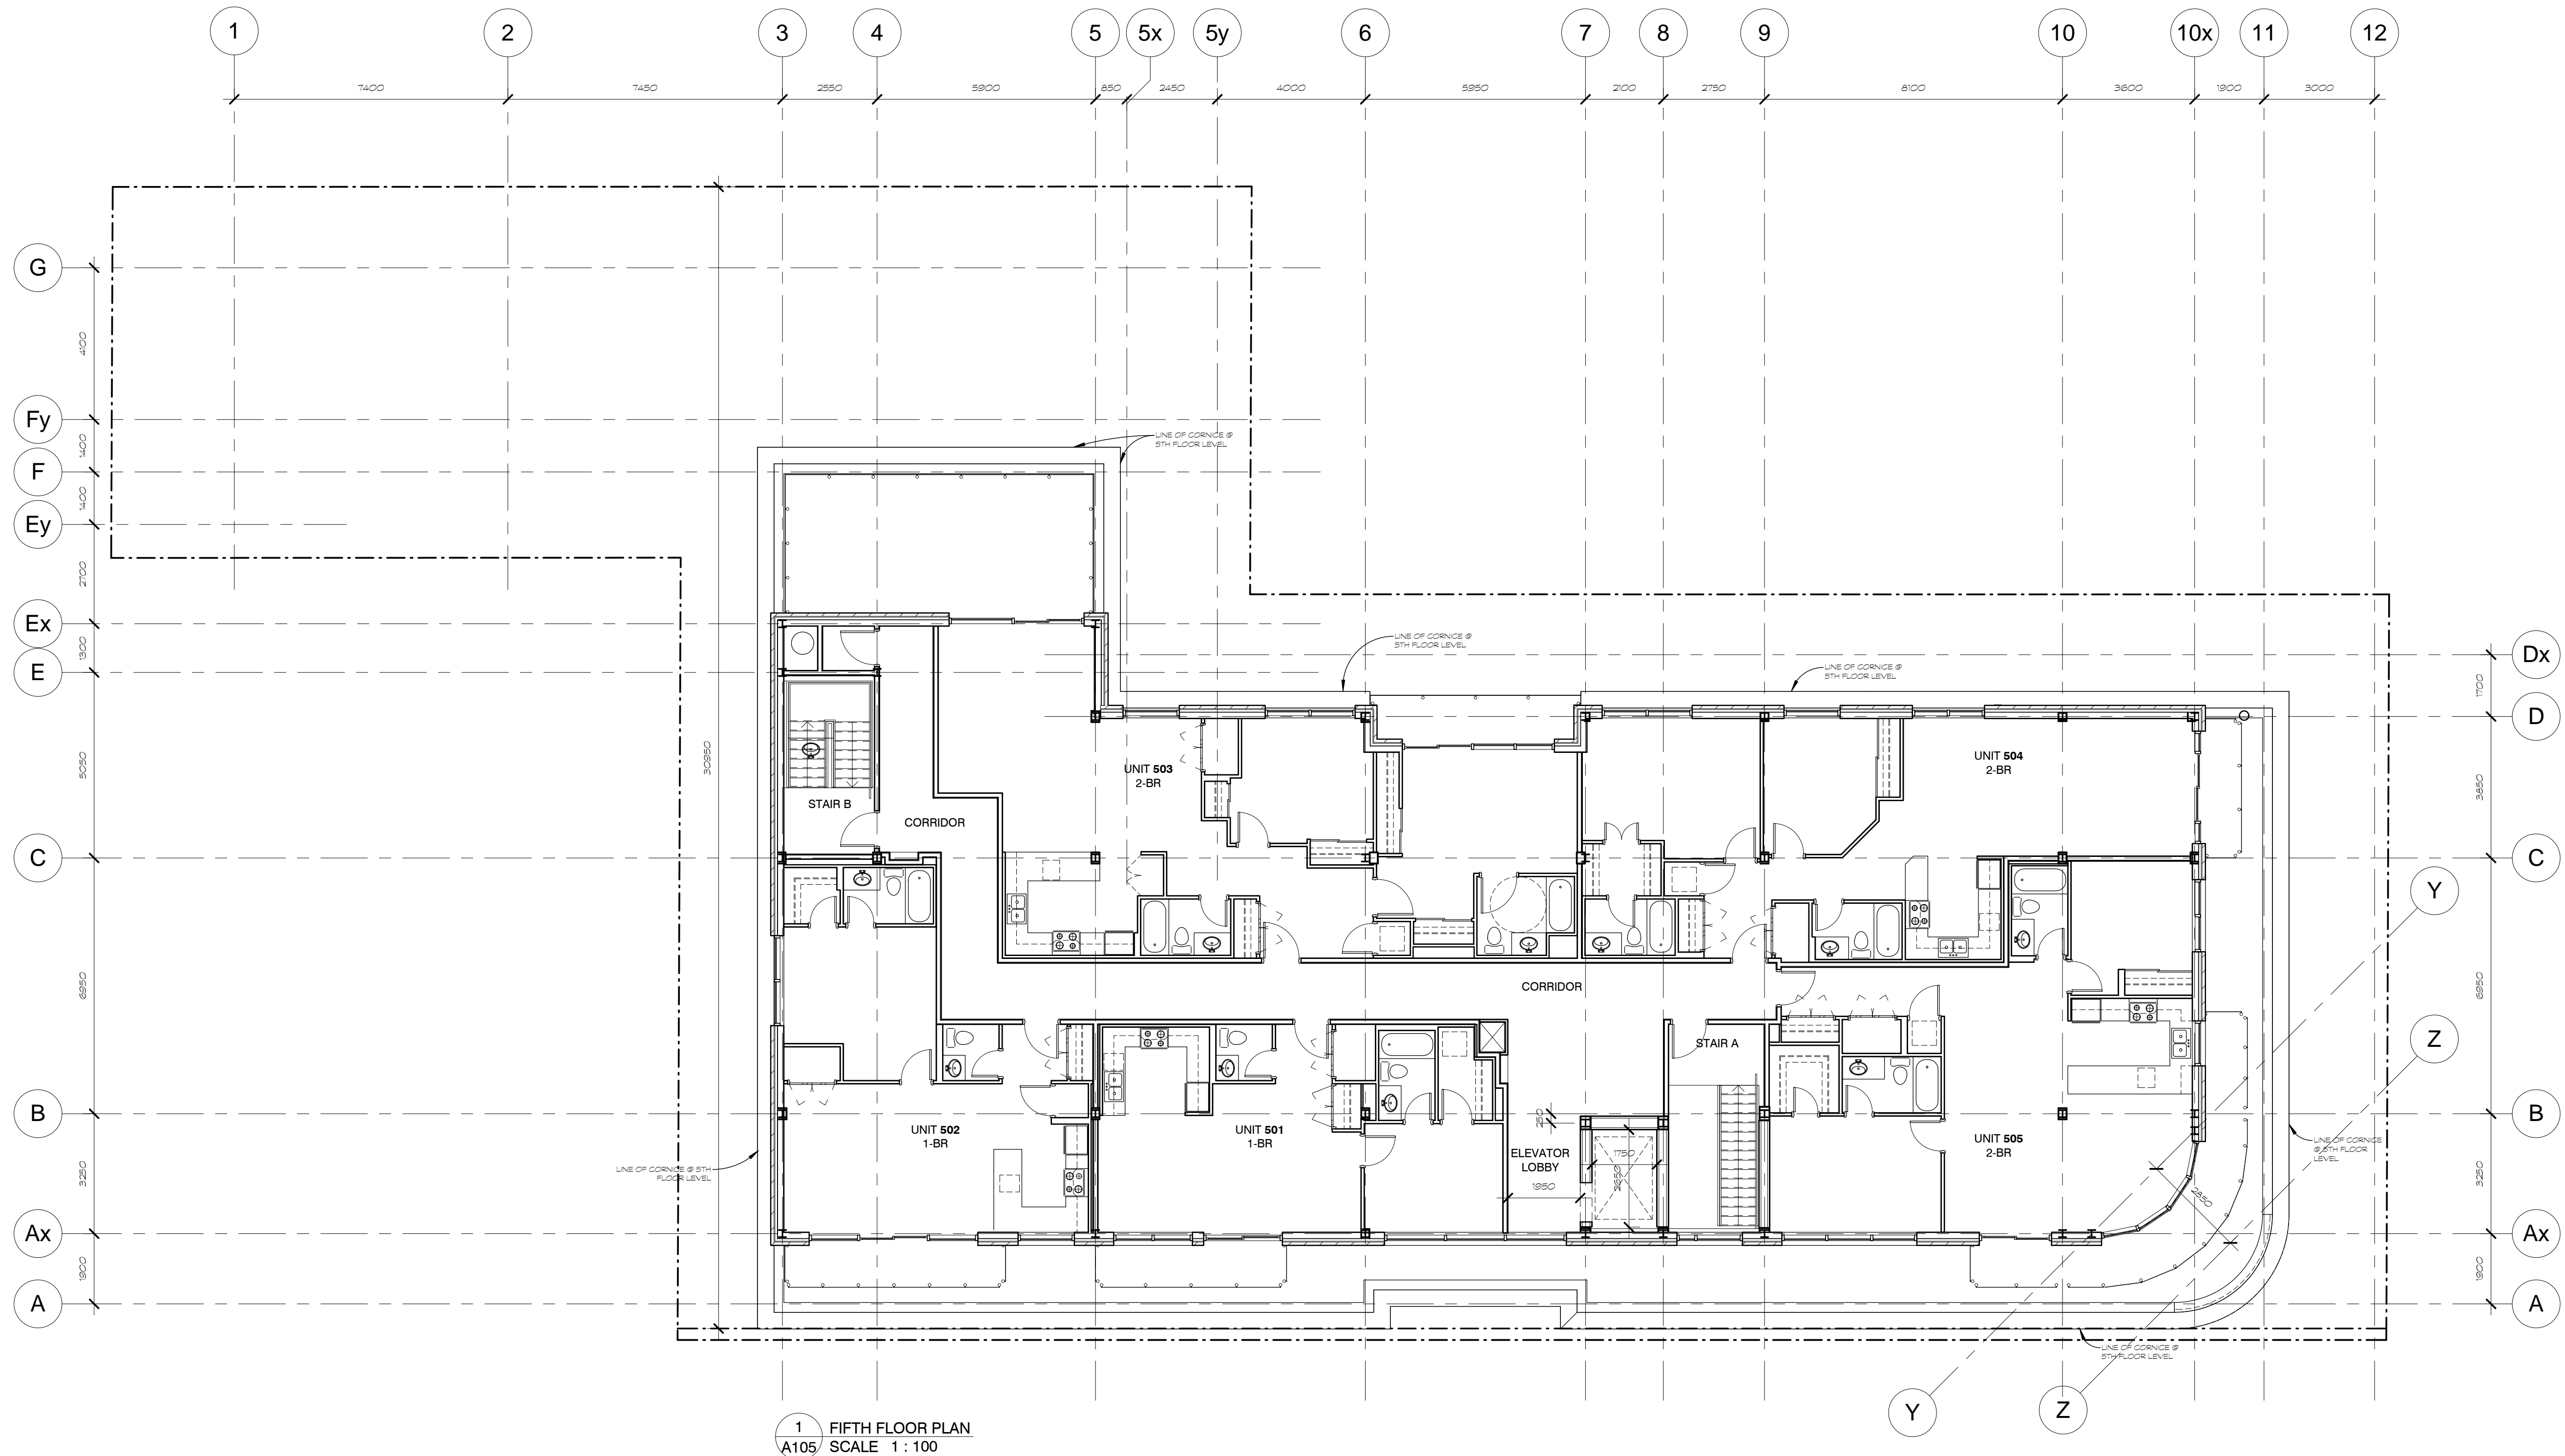 1 2 3 4 5 5x 5y 6 7 8 9 10 10x 11 12
7400 7450 2550 5900 850 2450 4000 5950 2100 2750 8100 3600 1900 3000
G
4100
Fy
1400
F
1400
Ey
2700
Ex
1300
E
5050
C
6950
B
3250
Ax
1900
A
30950
LINE OF CORNICE @
5TH FLOOR LEVEL
LINE OF CORNICE @
5TH FLOOR LEVEL
LINE OF CORNICE @
5TH FLOOR LEVEL
Dx
1700
D
3850
C
6950
B
3250
Ax
1900
A
UNIT 503
2-BR
UNIT 504
2-BR
STAIR B
CORRIDOR
Y
CORRIDOR
Z
STAIR A
UNIT 502
1-BR
UNIT 501
1-BR
250
ELEVATOR
LOBBY
1750
2650
1950
UNIT 505
2-BR
2850
LINE OF CORNICE @ 5TH
FLOOR LEVEL
LINE OF CORNICE
@ 5TH FLOOR
LEVEL
LINE OF CORNICE @
5TH FLOOR LEVEL
Y
Z
1 FIFTH FLOOR PLAN
A105 SCALE 1 : 100